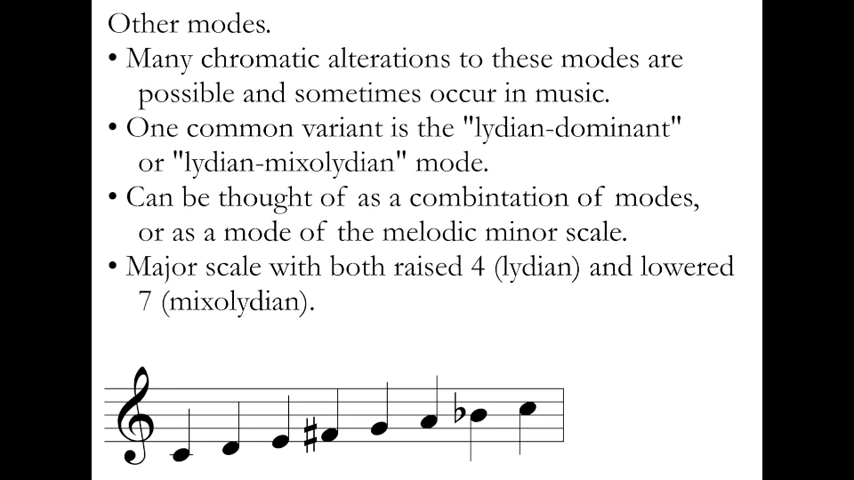 Other modes.
• Many chromatic alterations to these modes are
possible and sometimes occur in music.
• One common variant is the "lydian-dominant"
or "lydian-mixolydian" mode.
• Can be thought of as a combintation of modes,
or as a mode of the melodic minor scale.
• Major scale with both raised 4 (lydian) and lowered
7 (mixolydian).